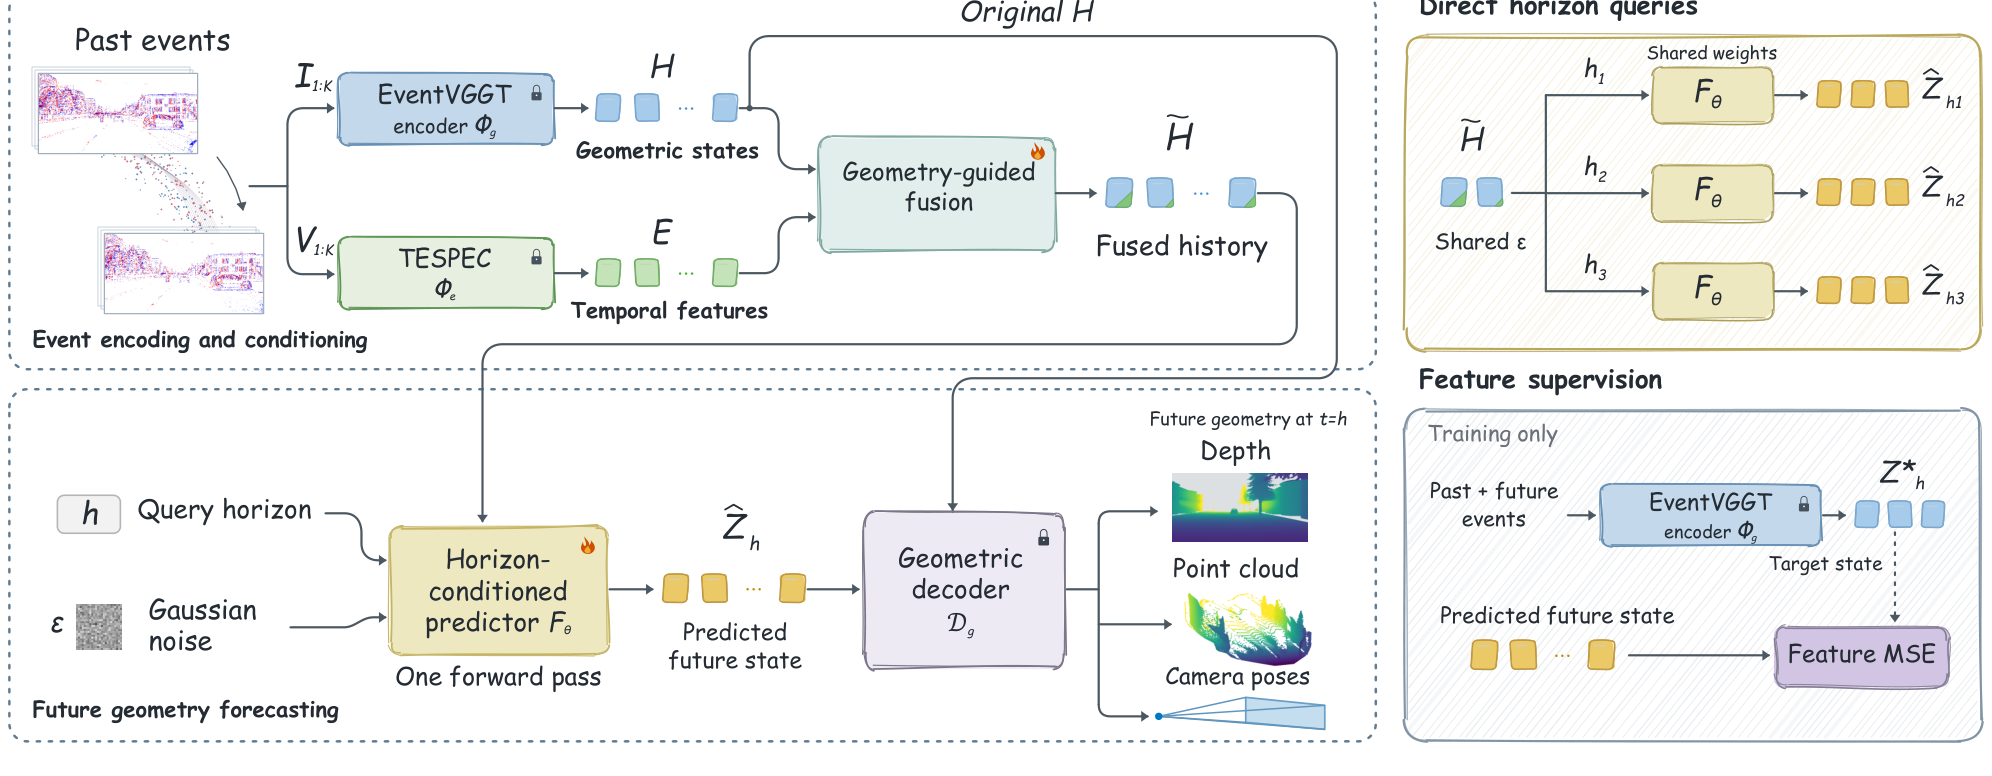 Original H
Past events
I1:K
EventVGGT
encoder Φg
H
...
Geometric states
V1:K
TESPEC
Φe
E
...
Temporal features
Geometry-guided
fusion
H̃
...
Fused history
Event encoding and conditioning
h
Query horizon
ε
Gaussian
noise
Horizon-
conditioned
predictor Fθ
One forward pass
Ẑh
...
Predicted
future state
Geometric
decoder
Dg
Future geometry at t=h
Depth
Point cloud
Camera poses
Future geometry forecasting
Direct horizon queries
Shared weights
H̃
Shared ε
h1
Fθ
Ẑh1
h2
Fθ
Ẑh2
h3
Fθ
Ẑh3
Feature supervision
Training only
Past + future
events
EventVGGT
encoder Φg
Z*h
Target state
Predicted future state
...
Feature MSE